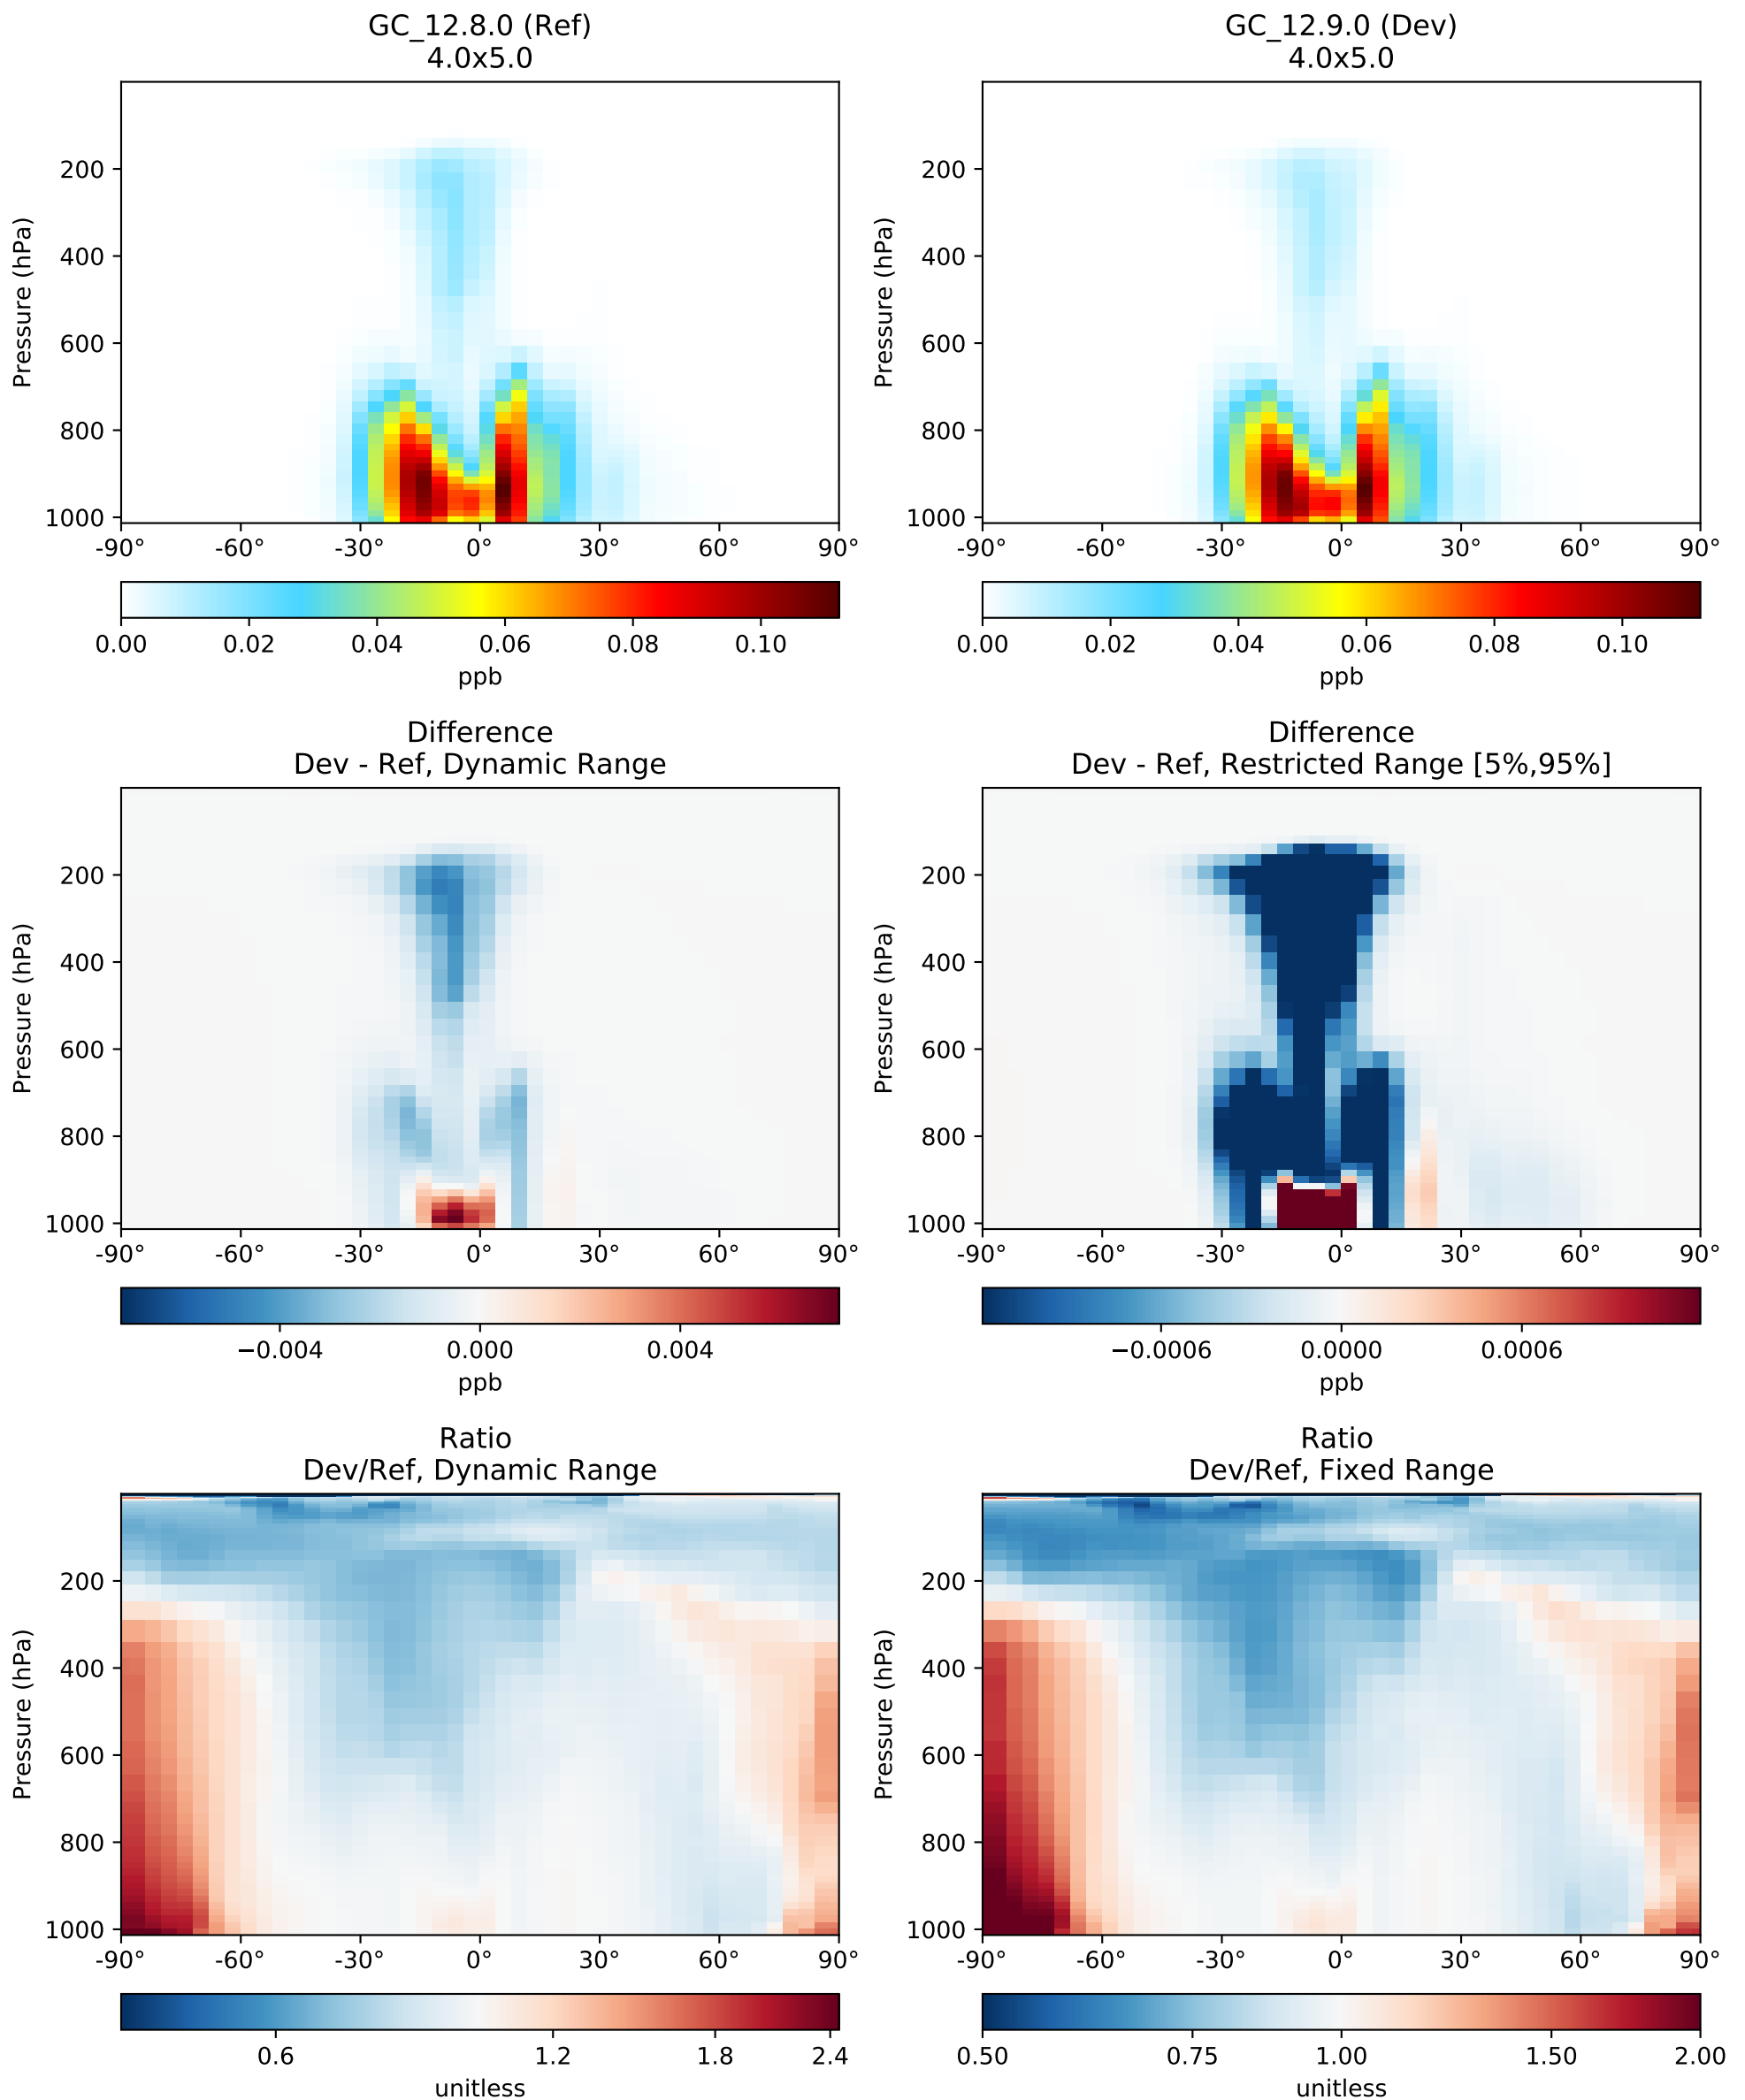 GC_12.8.0 (Ref)
4.0x5.0
Pressure (hPa)
200
400
600
800
1000
-90° -60° -30° 0° 30° 60° 90°
0.00 0.02 0.04 0.06 0.08 0.10
ppb
GC_12.9.0 (Dev)
4.0x5.0
Pressure (hPa)
200
400
600
800
1000
-90° -60° -30° 0° 30° 60° 90°
0.00 0.02 0.04 0.06 0.08 0.10
ppb
Difference
Dev - Ref, Dynamic Range
Pressure (hPa)
200
400
600
800
1000
-90° -60° -30° 0° 30° 60° 90°
−0.004 0.000 0.004
ppb
Difference
Dev - Ref, Restricted Range [5%,95%]
Pressure (hPa)
200
400
600
800
1000
-90° -60° -30° 0° 30° 60° 90°
−0.0006 0.0000 0.0006
ppb
Ratio
Dev/Ref, Dynamic Range
Pressure (hPa)
200
400
600
800
1000
-90° -60° -30° 0° 30° 60° 90°
0.6 1.2 1.8 2.4
unitless
Ratio
Dev/Ref, Fixed Range
Pressure (hPa)
200
400
600
800
1000
-90° -60° -30° 0° 30° 60° 90°
0.50 0.75 1.00 1.50 2.00
unitless